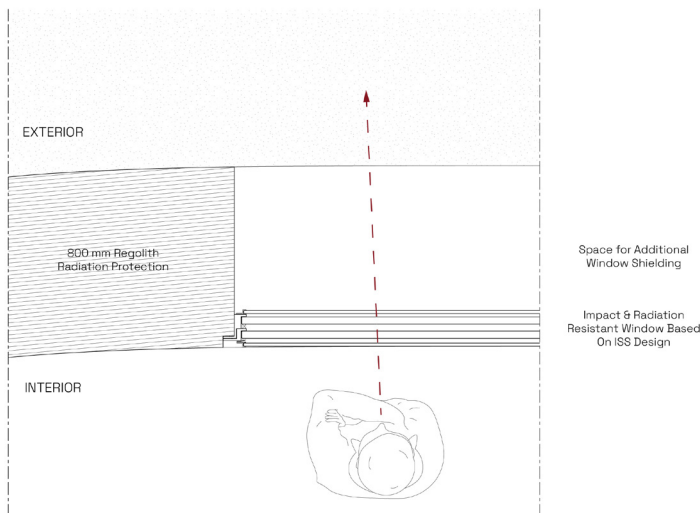 EXTERIOR
800 mm Regolith
Radiation Protection
Space for Additional
Window Shielding
Impact & Radiation
Resistant Window Based
On ISS Design
INTERIOR